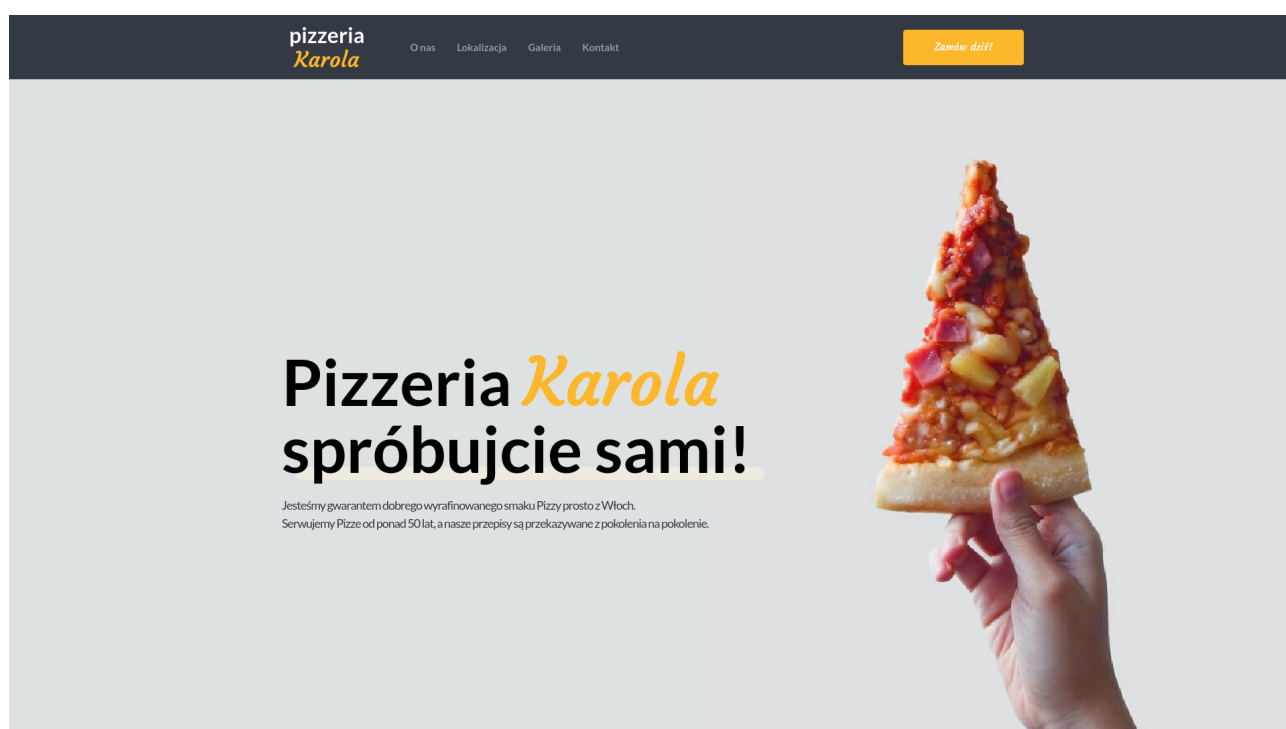 pizzeria
Karola
O nas
Lokalizacja
Galeria
Kontakt
Zamów dziś!
Pizzeria Karola
spróbujcie sami!
Jesteśmy gwarantem dobrego wyrafinowanego smaku Pizzy prosto z Włoch.
Serwujemy Pizze od ponad 50 lat, a nasze przepisy są przekazywane z pokolenia na pokolenie.